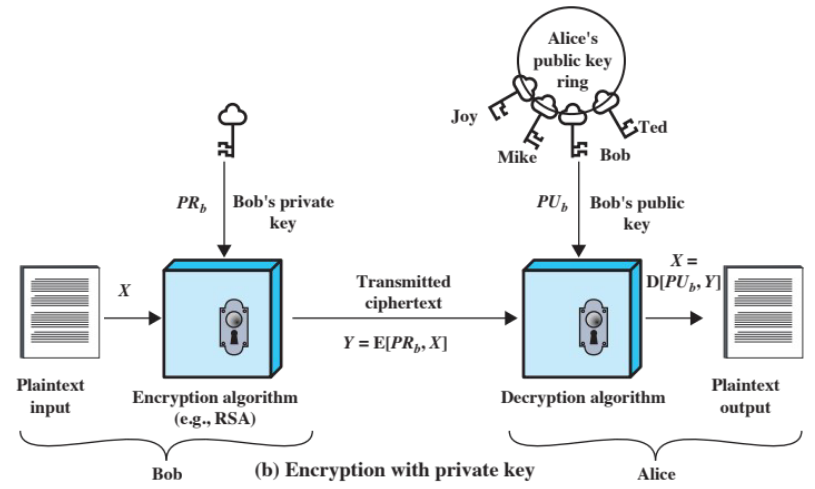 Alice's
public key
ring
Joy
Mike
Bob
Ted
PR_b
Bob's private
key
PU_b
Bob's public
key
X
Transmitted
ciphertext
Y = E[PR_b, X]
X =
D[PU_b, Y]
Plaintext
input
Encryption algorithm
(e.g., RSA)
Decryption algorithm
Plaintext
output
Bob
(b) Encryption with private key
Alice